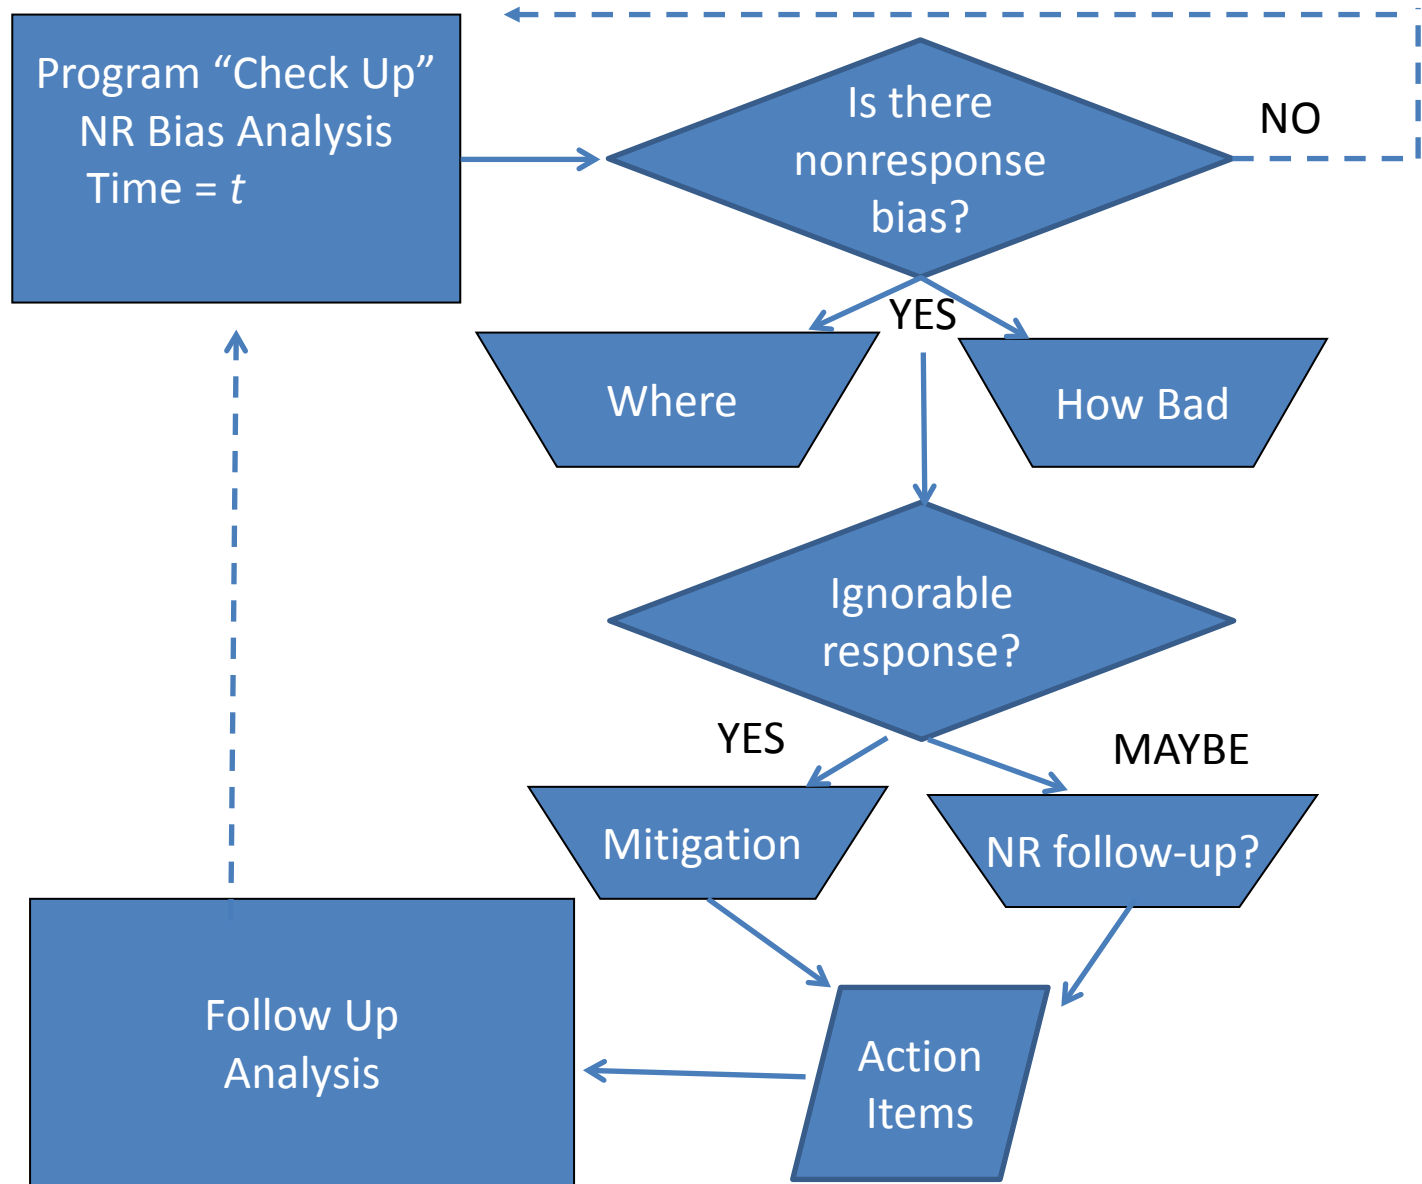 Program “Check Up”
NR Bias Analysis
Time = t
Is there
nonresponse
bias?
NO
YES
Where
How Bad
Ignorable
response?
YES
MAYBE
Mitigation
NR follow-up?
Follow Up
Analysis
Action
Items